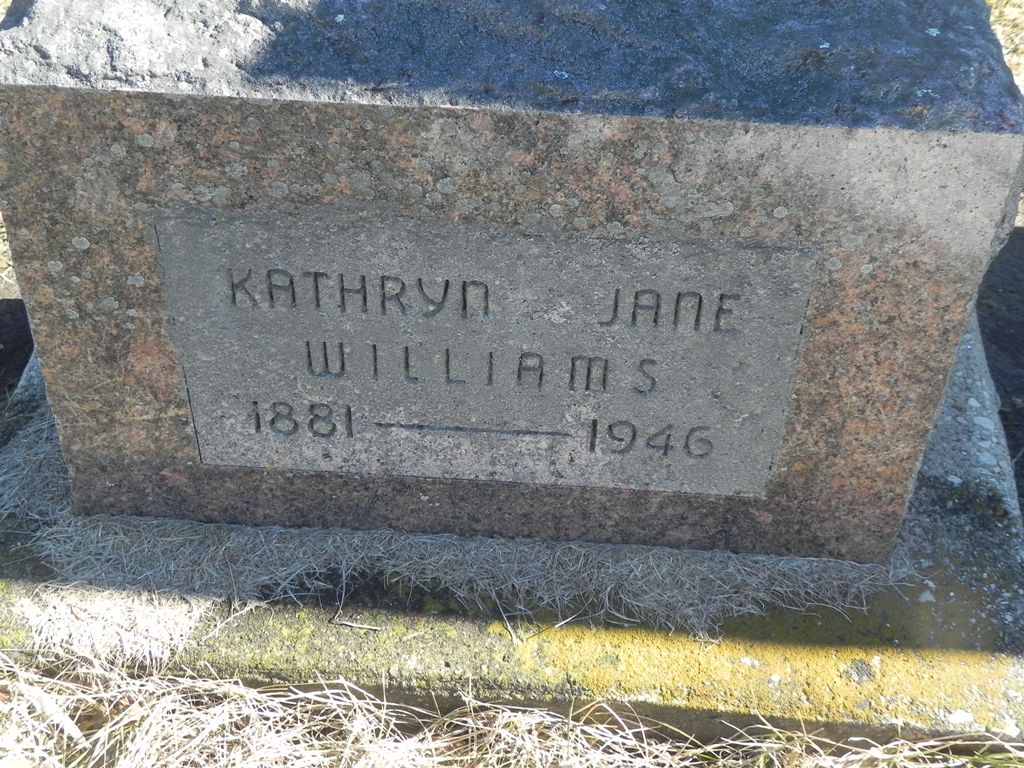 KATHRYN JANE
WILLIAMS
1881 — 1946